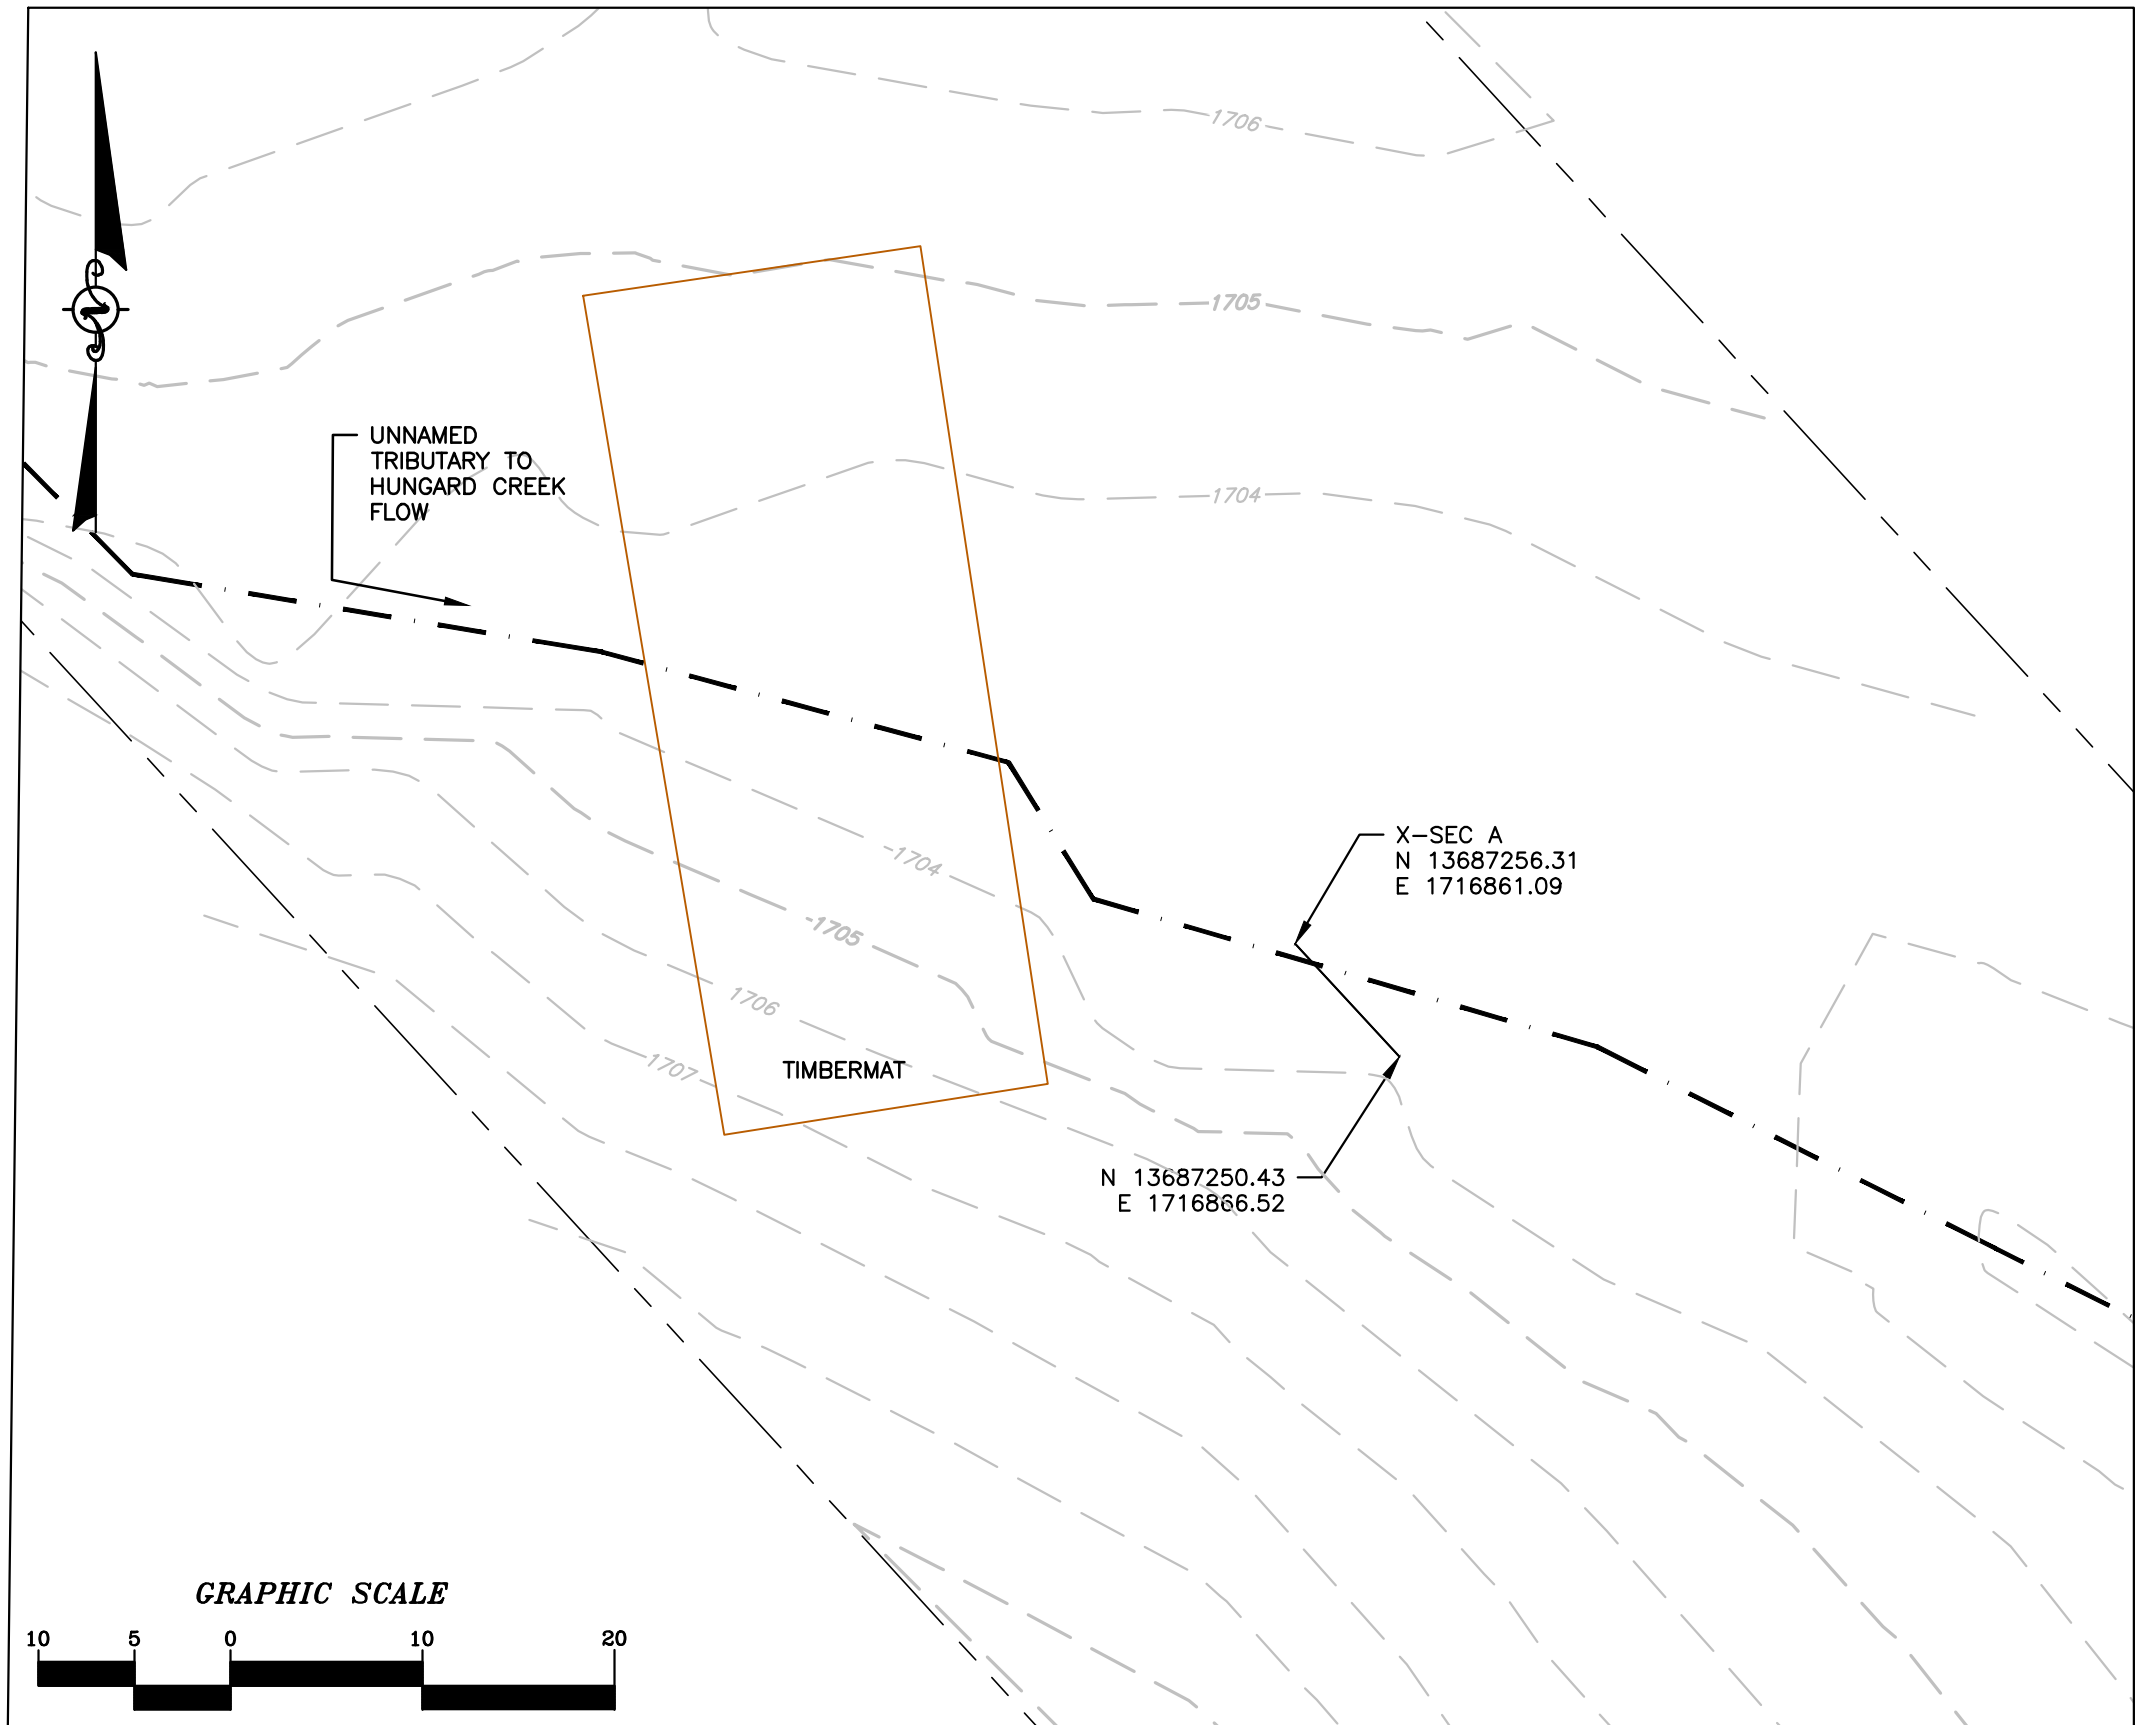 1706
1705
UNNAMED
TRIBUTARY TO
HUNGARD CREEK
FLOW
1704
X-SEC A
N 13687256.31
E 1716861.09
1704
1705
1706
1707
TIMBERMAT
N 13687250.43
E 1716866.52
GRAPHIC SCALE
10 5 0 10 20